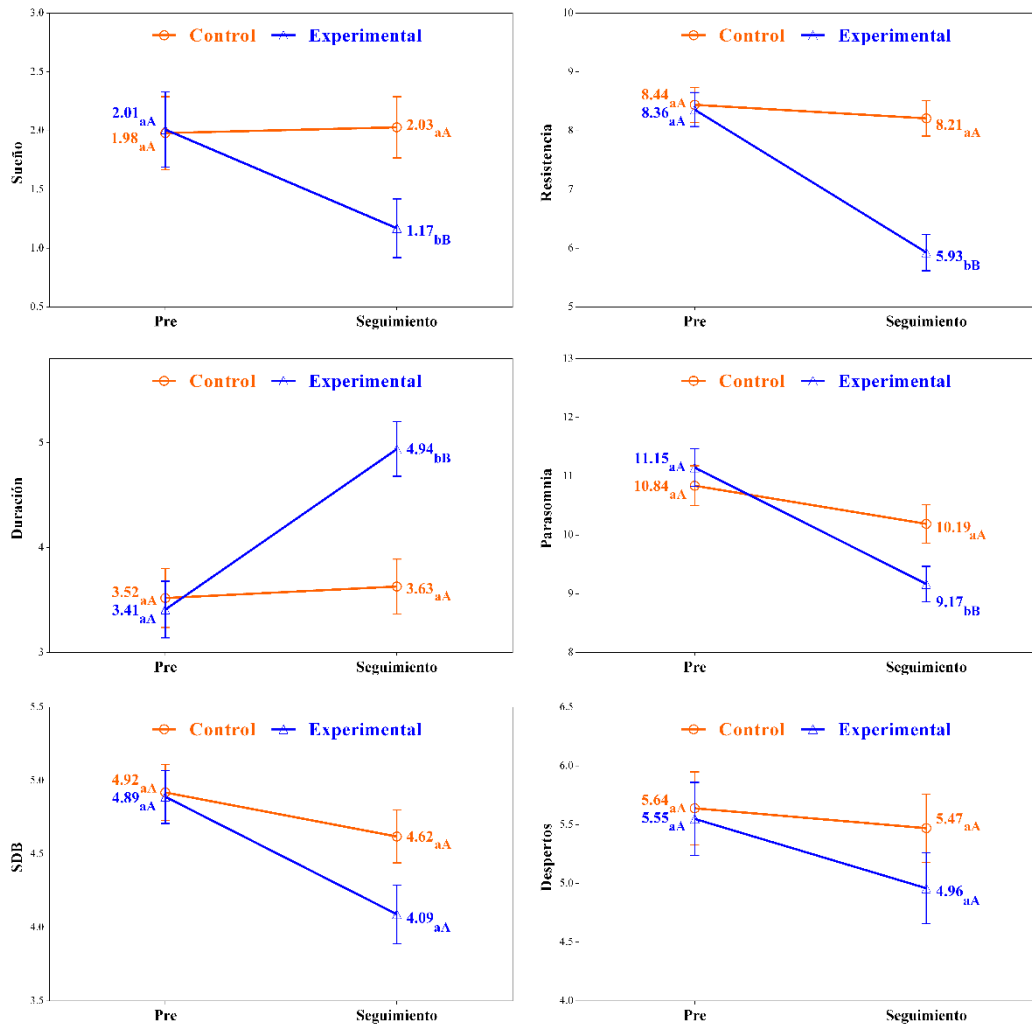 Control Experimental
3.0
2.5
2.0
1.5
1.0
0.5
Sueño
2.01aA
1.98aA
2.03aA
1.17bB
Pre Seguimiento
Control Experimental
10
9
8
7
6
5
Resistencia
8.44aA
8.36aA
8.21aA
5.93bB
Pre Seguimiento
Control Experimental
5
4
3
Duración
3.52aA
3.41aA
4.94bB
3.63aA
Pre Seguimiento
Control Experimental
13
12
11
10
9
8
Parasomnia
11.15aA
10.84aA
10.19aA
9.17bB
Pre Seguimiento
Control Experimental
5.5
5.0
4.5
4.0
3.5
SDB
4.92aA
4.89aA
4.62aA
4.09aA
Pre Seguimiento
Control Experimental
6.5
6.0
5.5
5.0
4.5
4.0
Despertos
5.64aA
5.55aA
5.47aA
4.96aA
Pre Seguimiento